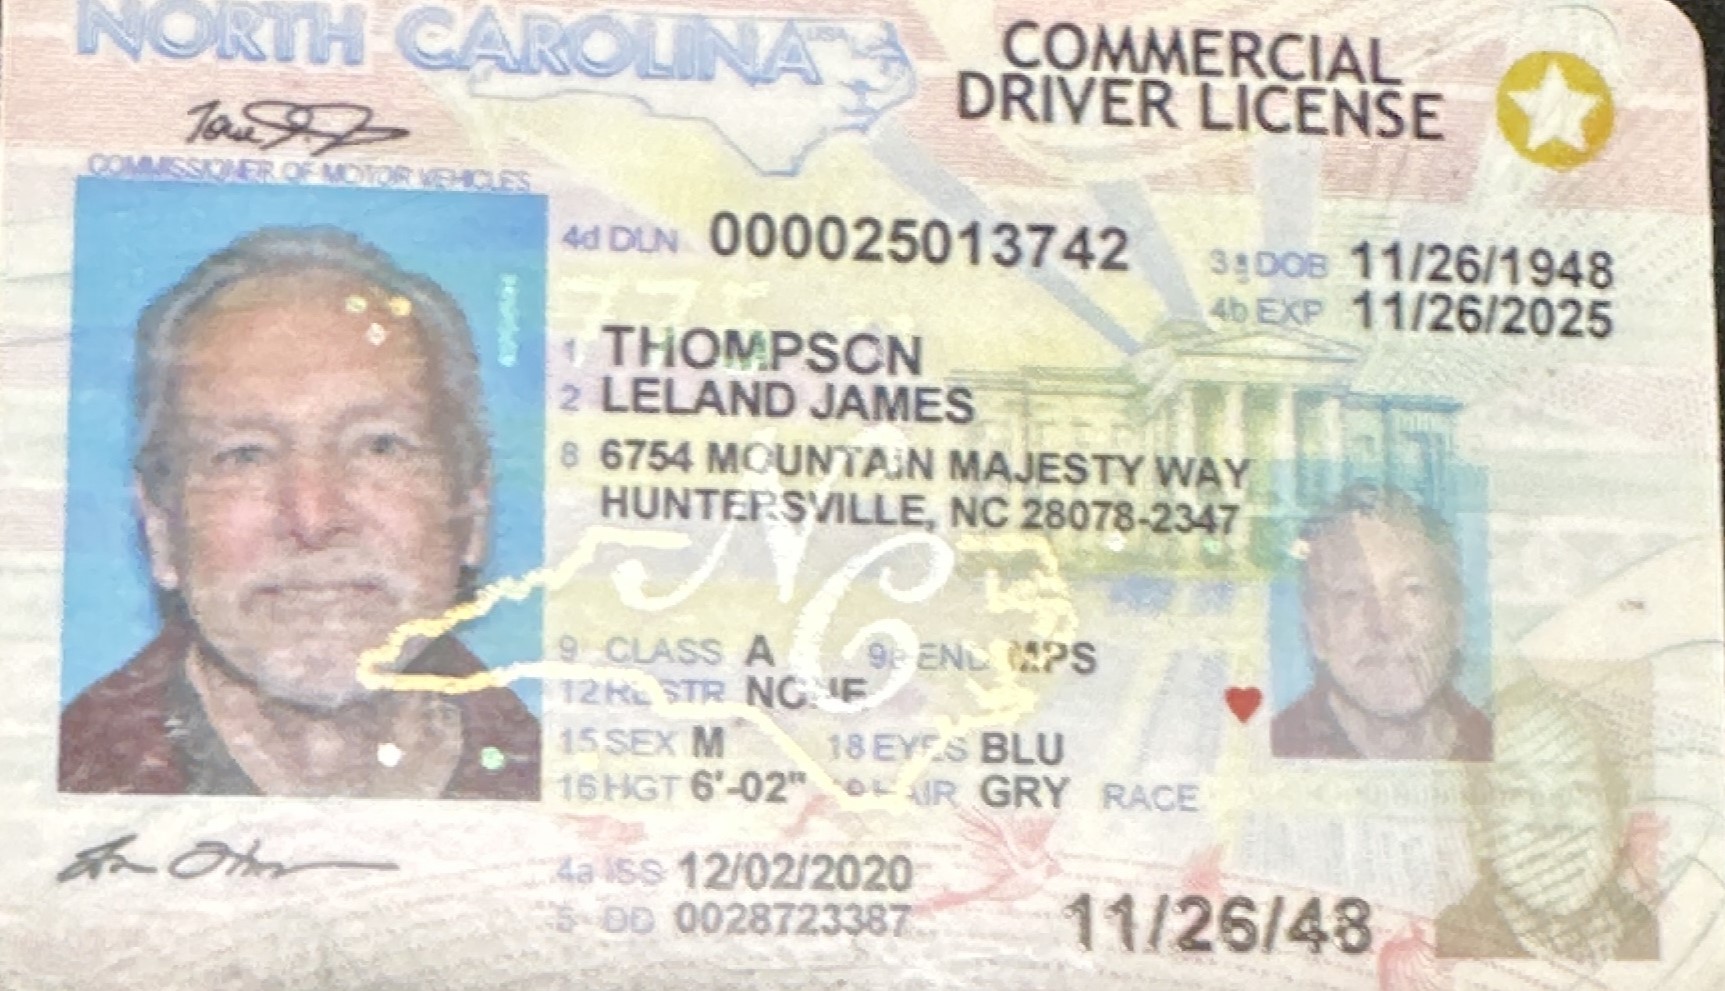 NORTH CAROLINA USA
COMMERCIAL
DRIVER LICENSE
COMMISSIONER OF MOTOR VEHICLES
4d DLN 000025013742
3 DOB 11/26/1948
4b EXP 11/26/2025
1 THOMPSON
2 LELAND JAMES
8 6754 MOUNTAIN MAJESTY WAY
HUNTERSVILLE, NC 28078-2347
NC
9 CLASS A 9a END MPS
12 RESTR NONE
15 SEX M 18 EYES BLU
16 HGT 6'-02" 19 HAIR GRY RACE
4a ISS 12/02/2020
5 DD 0028723387
11/26/48